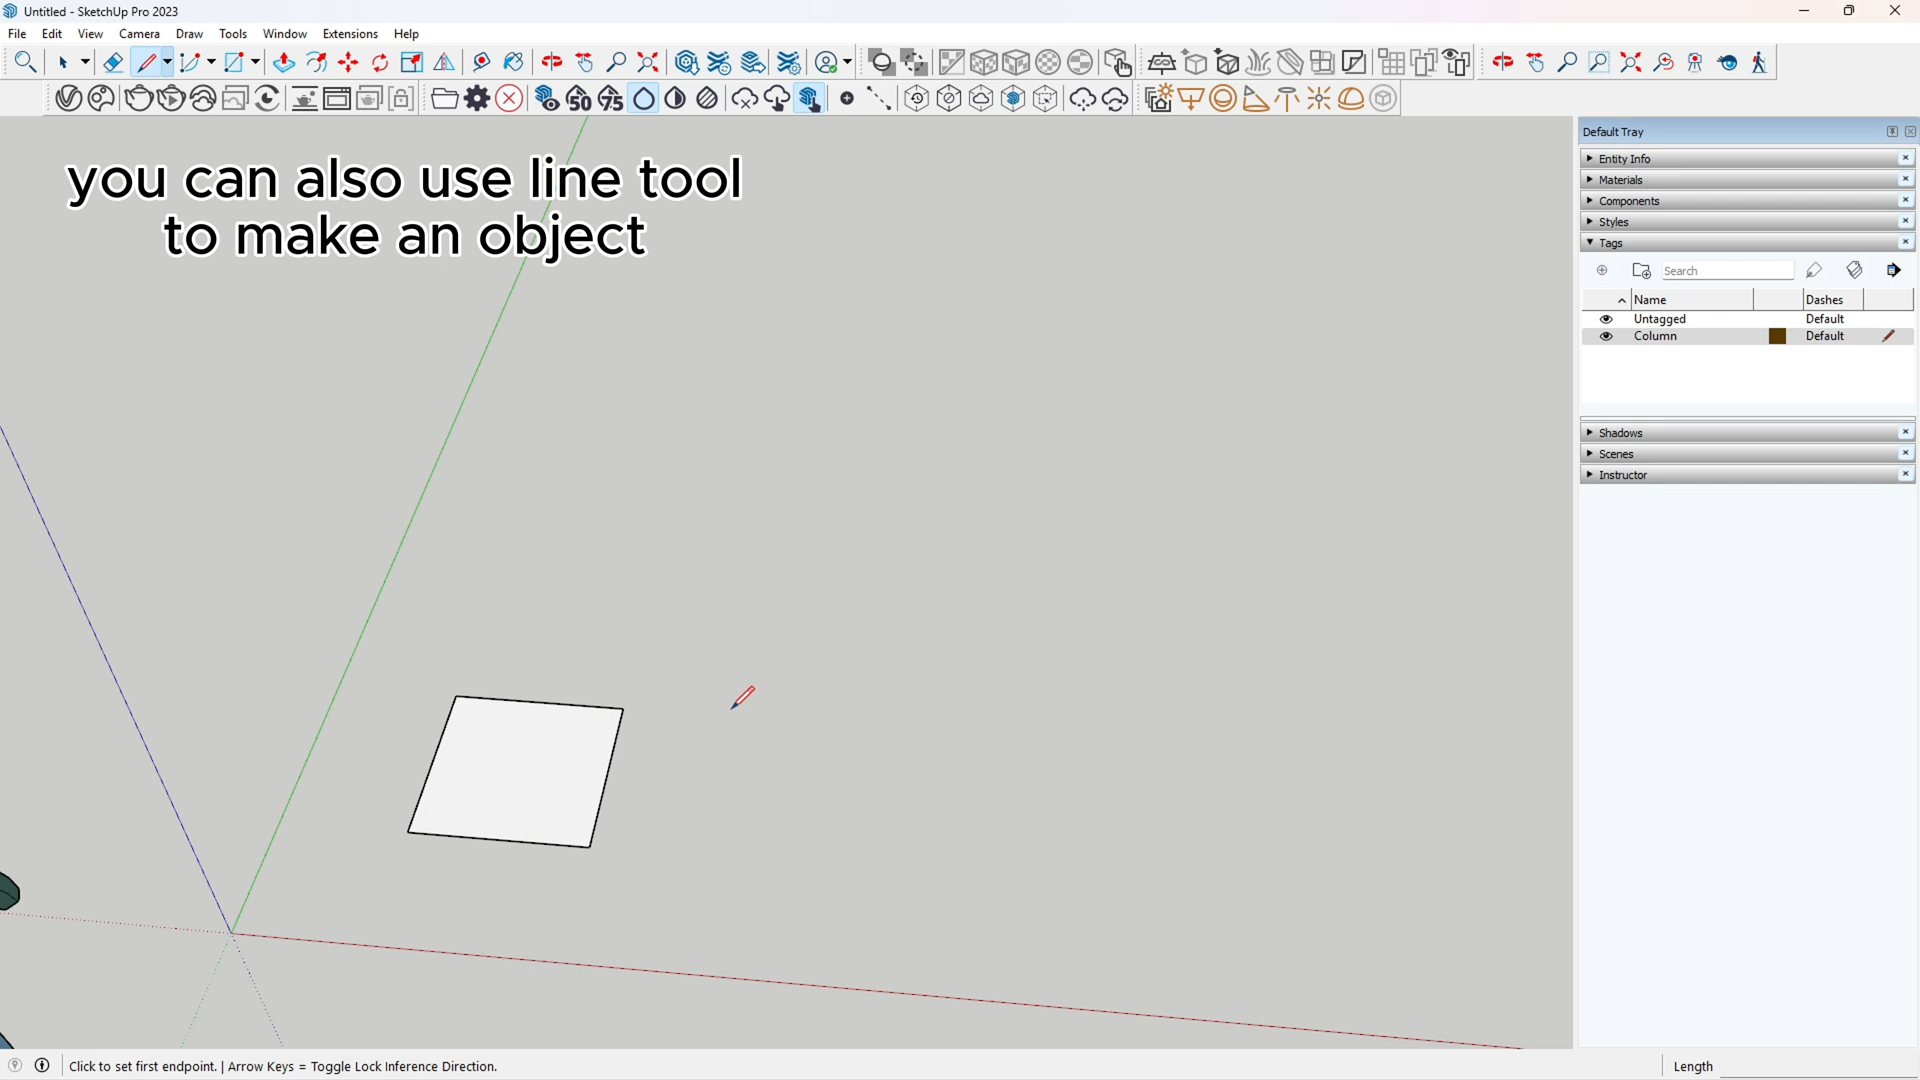 Untitled - SketchUp Pro 2023
File Edit View Camera Draw Tools Window Extensions Help
50 75
you can also use line tool
to make an object
Default Tray
Entity Info
Materials
Components
Styles
Tags
Search
Name Dashes
Untagged Default
Column Default
Shadows
Scenes
Instructor
Click to set first endpoint. | Arrow Keys = Toggle Lock Inference Direction.
Length